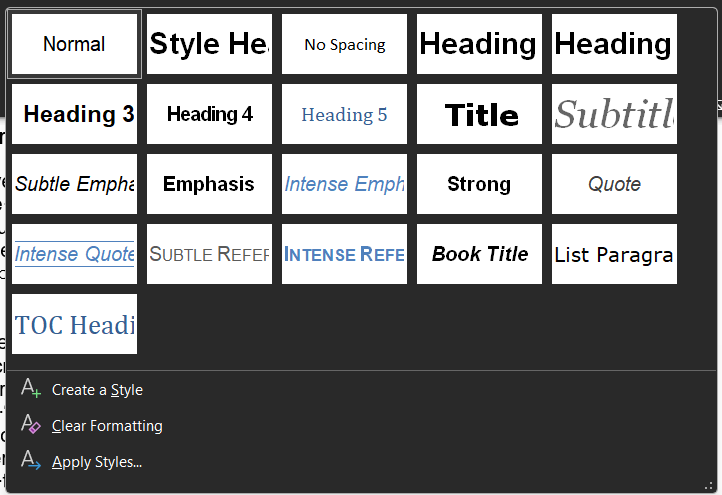 Normal
Style Hea
No Spacing
Heading
Heading
Heading 3
Heading 4
Heading 5
Title
Subtitl
Subtle Empha
Emphasis
Intense Emph
Strong
Quote
Intense Quote
SUBTLE REFER
INTENSE REFE
Book Title
List Paragra
TOC Headi
Create a Style
Clear Formatting
Apply Styles...